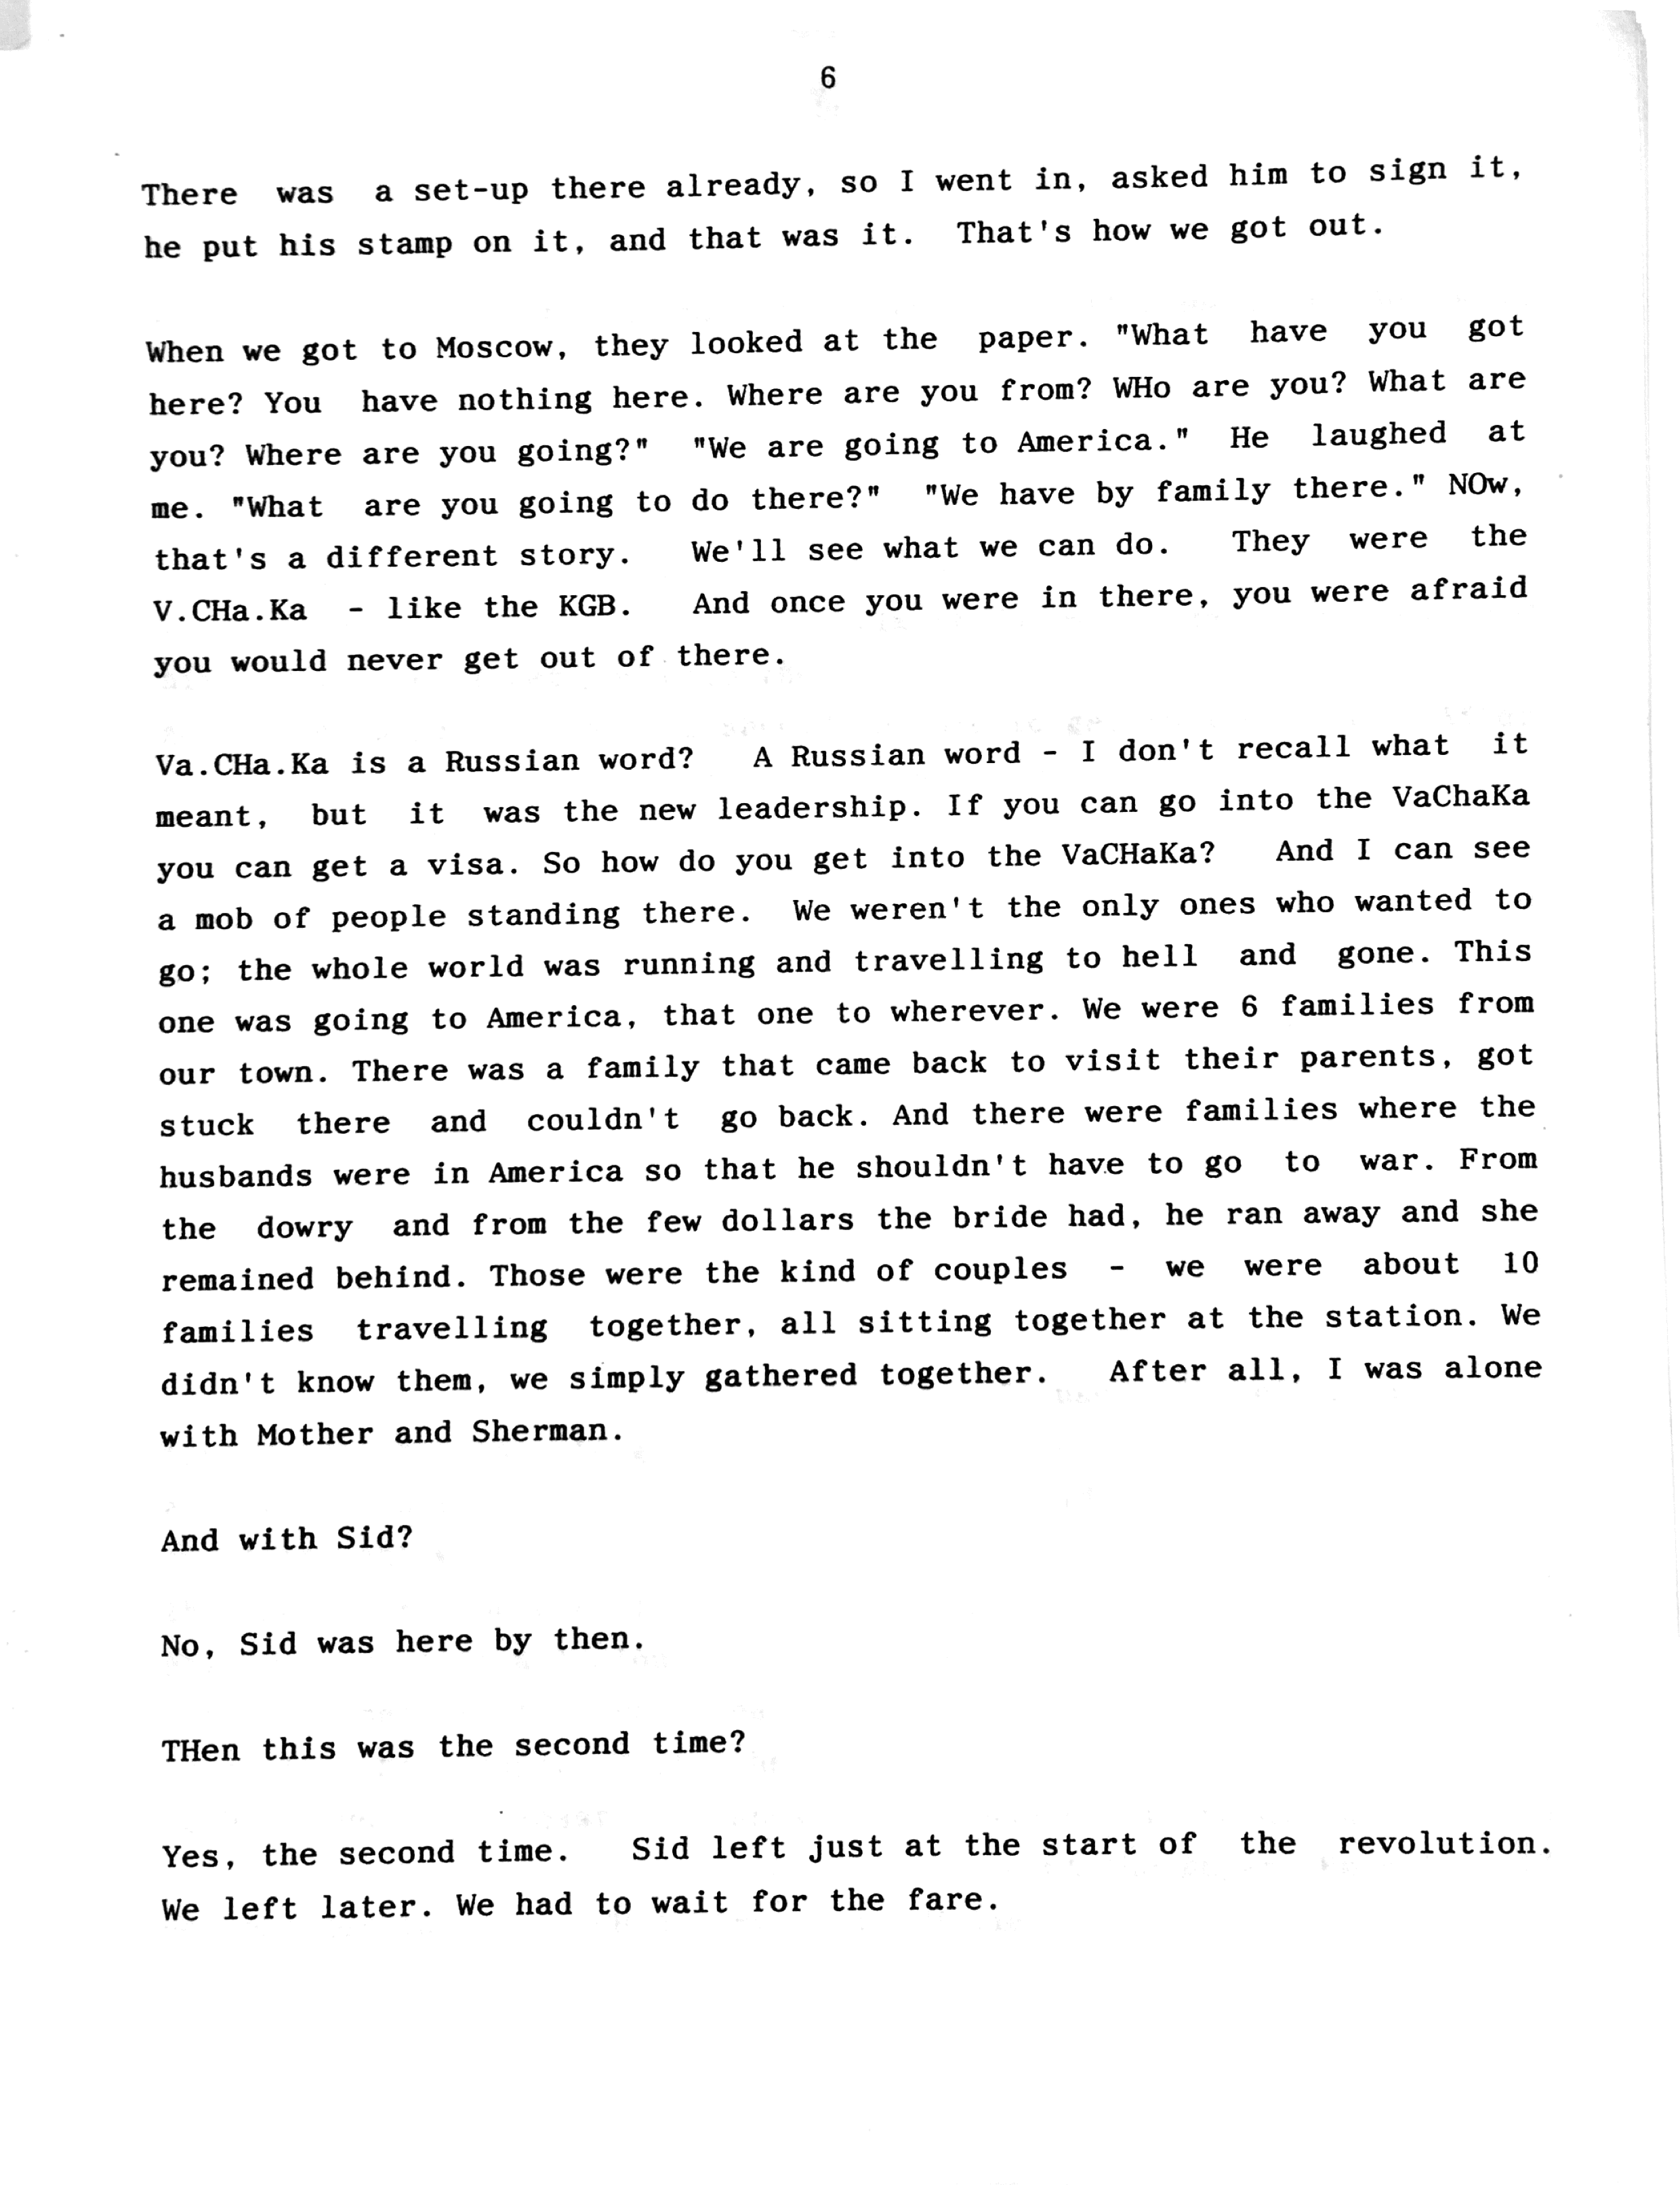 6
There was a set-up there already, so I went in, asked him to sign it,
he put his stamp on it, and that was it. That's how we got out.
When we got to Moscow, they looked at the paper. "What have you got
here? You have nothing here. Where are you from? WHo are you? What are
you? Where are you going?" "We are going to America." He laughed at
me. "What are you going to do there?" "We have by family there." NOw,
that's a different story. We'll see what we can do. They were the
V.CHa.Ka - like the KGB. And once you were in there, you were afraid
you would never get out of there.
Va.CHa.Ka is a Russian word? A Russian word - I don't recall what it
meant, but it was the new leadership. If you can go into the VaChaKa
you can get a visa. So how do you get into the VaCHaKa? And I can see
a mob of people standing there. We weren't the only ones who wanted to
go; the whole world was running and travelling to hell and gone. This
one was going to America, that one to wherever. We were 6 families from
our town. There was a family that came back to visit their parents, got
stuck there and couldn't go back. And there were families where the
husbands were in America so that he shouldn't have to go to war. From
the dowry and from the few dollars the bride had, he ran away and she
remained behind. Those were the kind of couples - we were about 10
families travelling together, all sitting together at the station. We
didn't know them, we simply gathered together. After all, I was alone
with Mother and Sherman.
And with Sid?
No, Sid was here by then.
THen this was the second time?
Yes, the second time. Sid left just at the start of the revolution.
We left later. We had to wait for the fare.